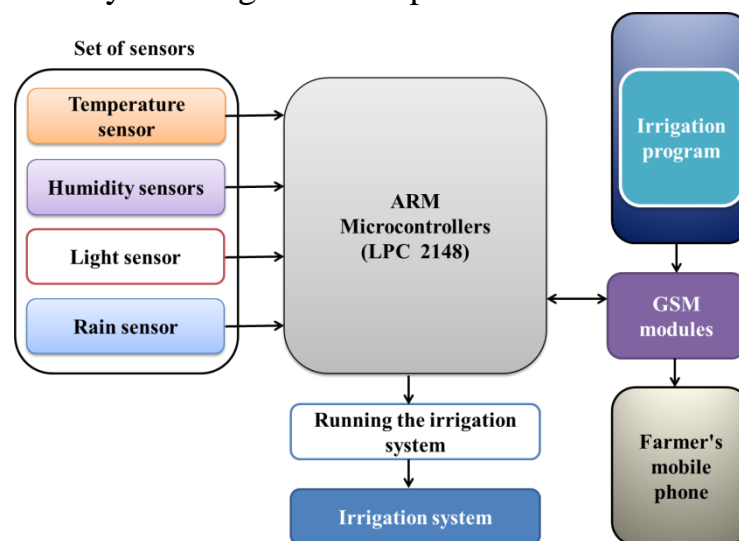 Set of sensors
Temperature
sensor
Humidity sensors
Light sensor
Rain sensor
ARM
Microcontrollers
(LPC 2148)
Running the irrigation
system
Irrigation system
Irrigation
program
GSM
modules
Farmer's
mobile
phone